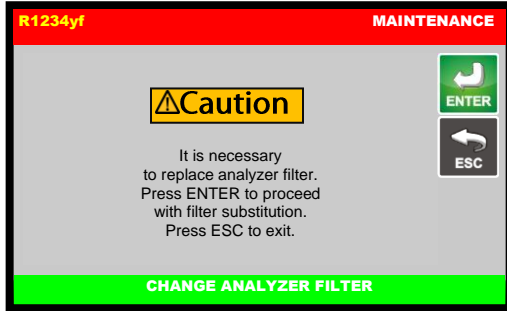 R1234yf MAINTENANCE
⚠Caution
ENTER
It is necessary
to replace analyzer filter.
Press ENTER to proceed
with filter substitution.
Press ESC to exit.
ESC
CHANGE ANALYZER FILTER